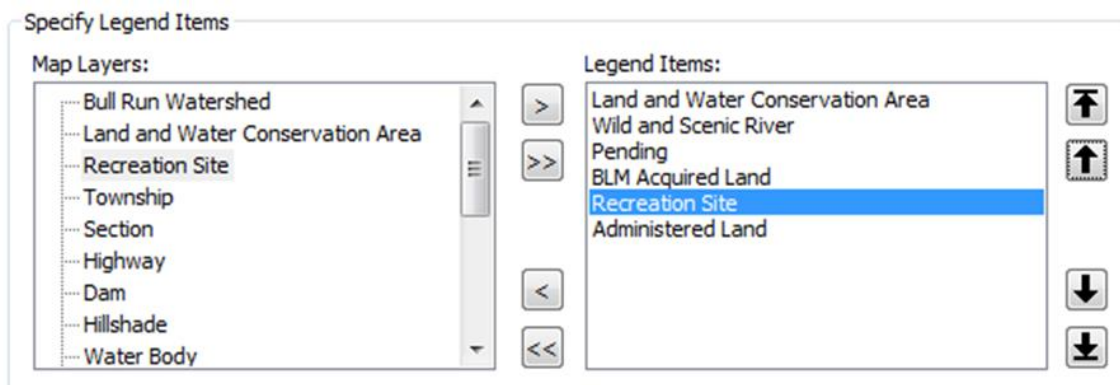 Specify Legend Items
Map Layers:
Bull Run Watershed
Land and Water Conservation Area
Recreation Site
Township
Section
Highway
Dam
Hillshade
Water Body
>
>>
<
<<
Legend Items:
Land and Water Conservation Area
Wild and Scenic River
Pending
BLM Acquired Land
Recreation Site
Administered Land